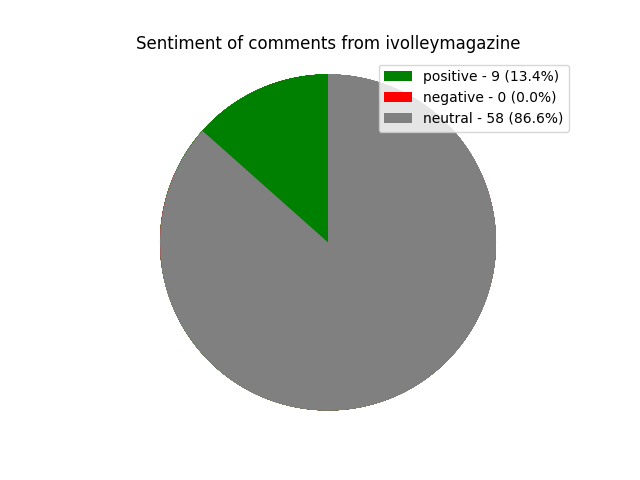 Sentiment of comments from ivolleymagazine
positive - 9 (13.4%)
negative - 0 (0.0%)
neutral - 58 (86.6%)